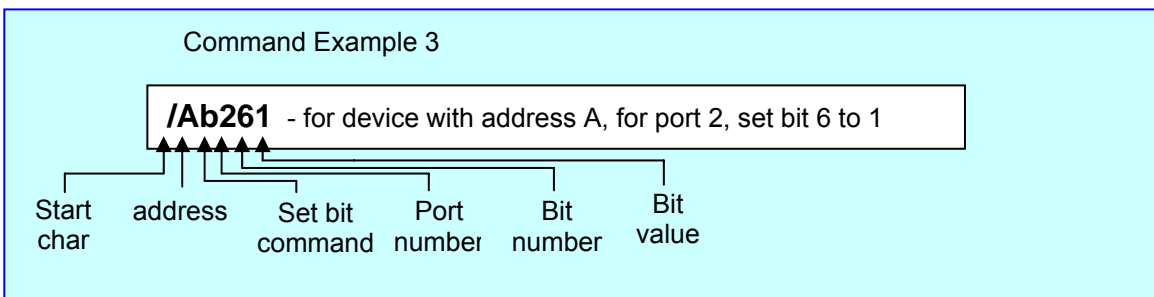 Command Example 3
/Ab261 - for device with address A, for port 2, set bit 6 to 1
Start char
address
Set bit command
Port number
Bit number
Bit value